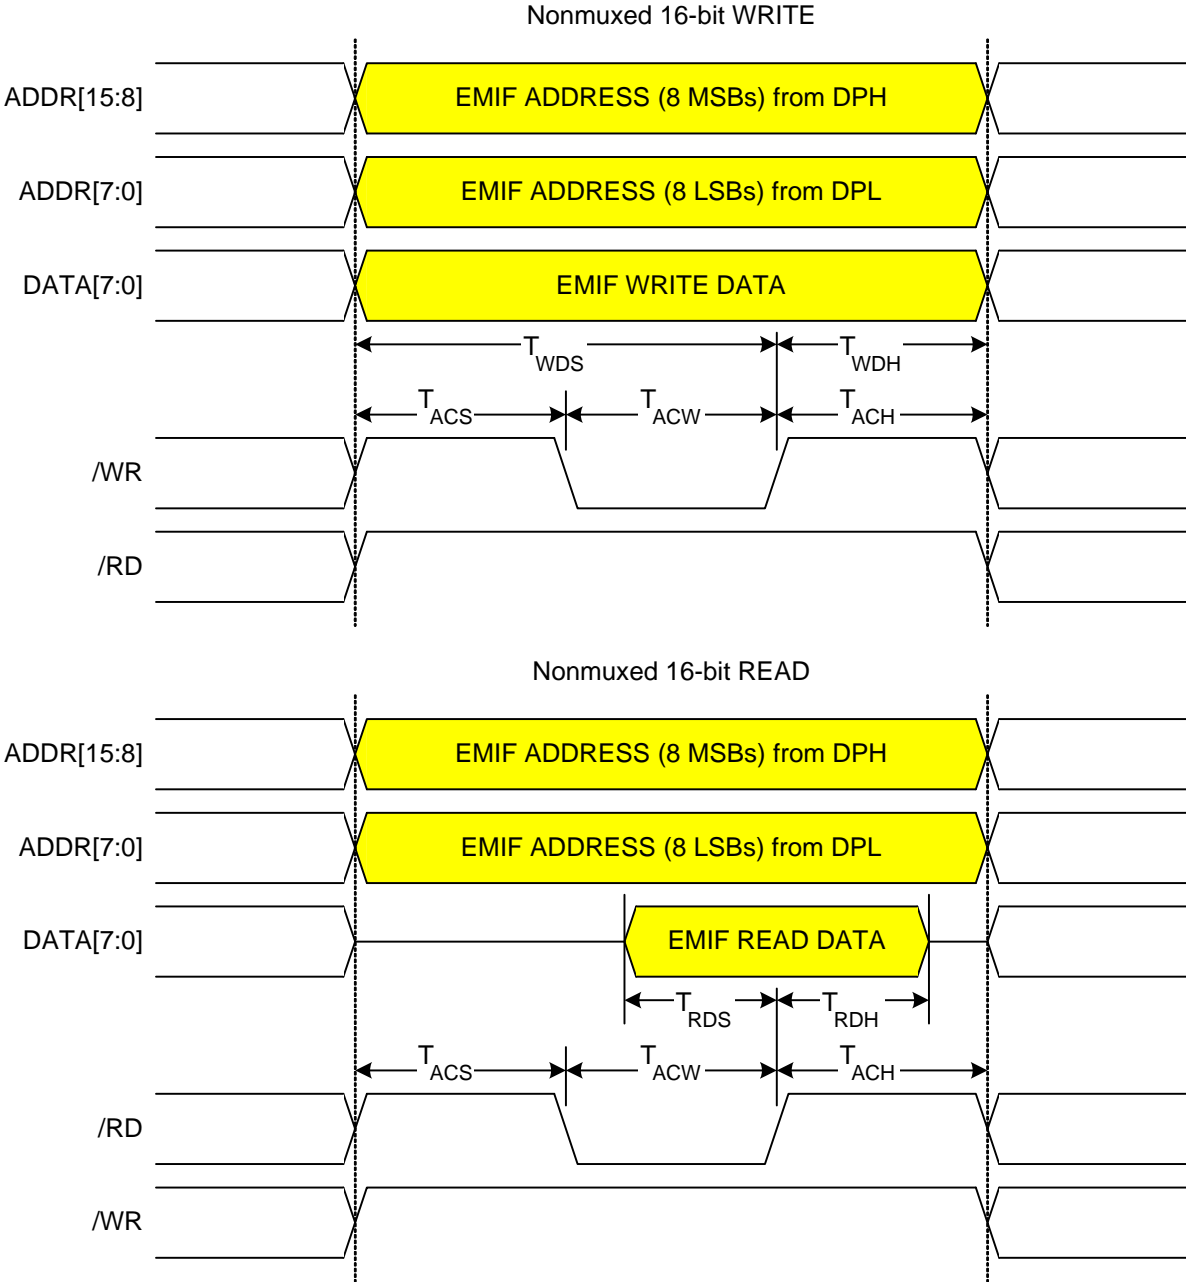 Nonmuxed 16-bit WRITE
ADDR[15:8] EMIF ADDRESS (8 MSBs) from DPH
ADDR[7:0] EMIF ADDRESS (8 LSBs) from DPL
DATA[7:0] EMIF WRITE DATA
TWDS TWDH
TACS TACW TACH
/WR
/RD
Nonmuxed 16-bit READ
ADDR[15:8] EMIF ADDRESS (8 MSBs) from DPH
ADDR[7:0] EMIF ADDRESS (8 LSBs) from DPL
DATA[7:0] EMIF READ DATA
TRDS TRDH
TACS TACW TACH
/RD
/WR